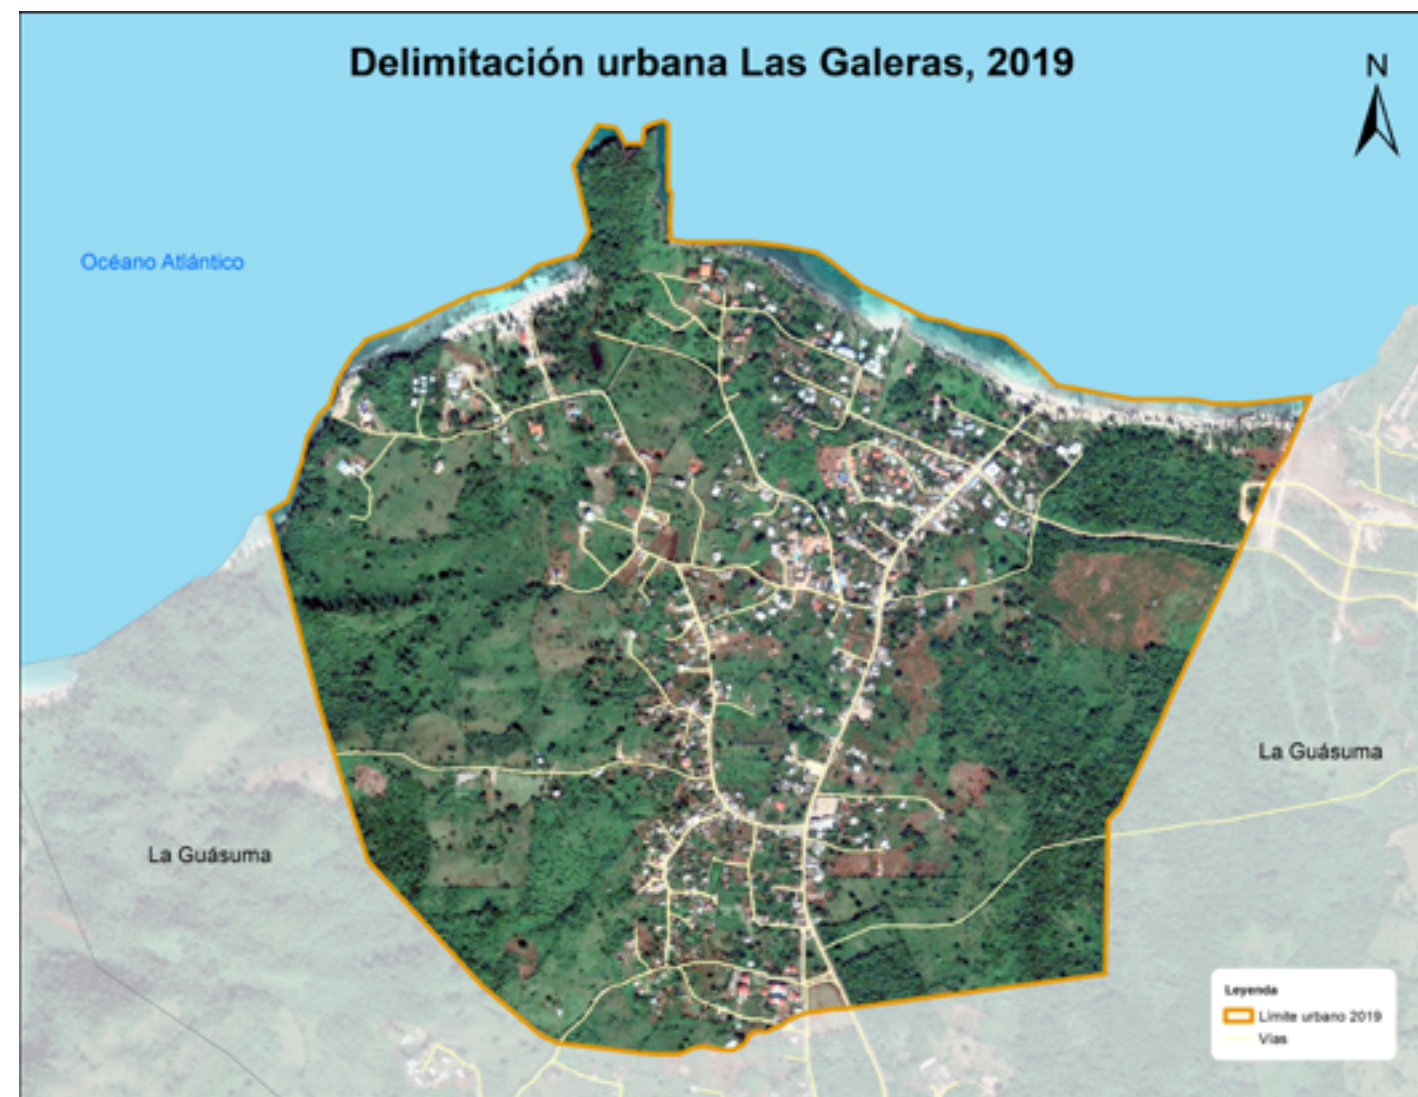 Delimitación urbana Las Galeras, 2019
N
Océano Atlántico
La Guásuma
La Guásuma
Leyenda
Límite urbano 2019
Vías